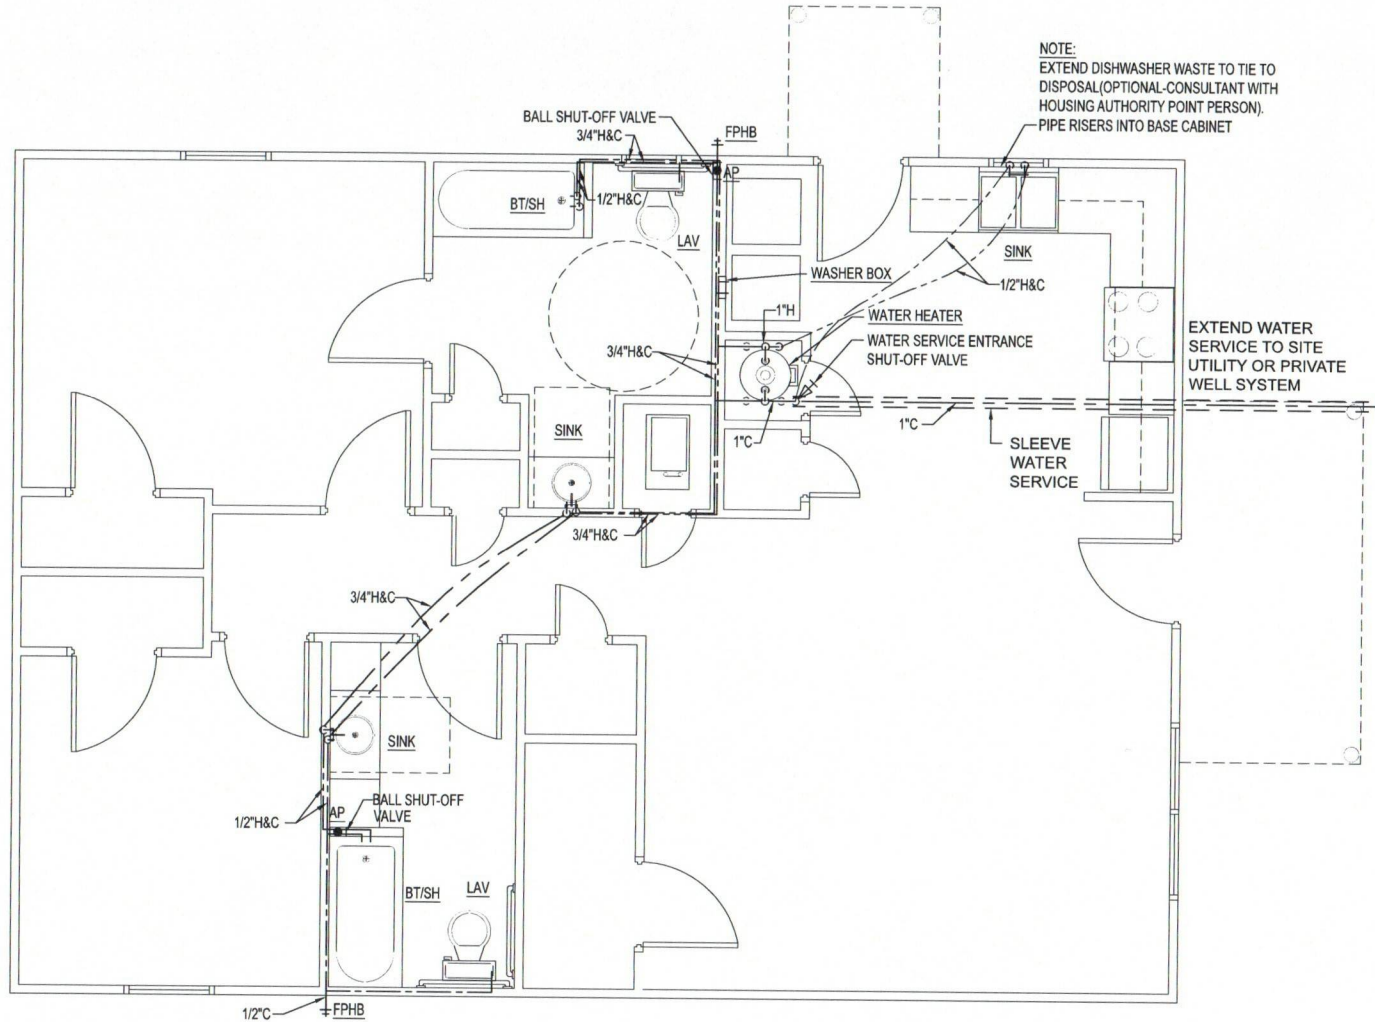 NOTE:
EXTEND DISHWASHER WASTE TO TIE TO
DISPOSAL(OPTIONAL-CONSULTANT WITH
HOUSING AUTHORITY POINT PERSON).
PIPE RISERS INTO BASE CABINET
BALL SHUT-OFF VALVE
3/4"H&C
FPHB
AP
1/2"H&C
BT/SH
LAV
SINK
WASHER BOX
1/2"H&C
1"H
WATER HEATER
WATER SERVICE ENTRANCE
SHUT-OFF VALVE
3/4"H&C
EXTEND WATER
SERVICE TO SITE
UTILITY OR PRIVATE
WELL SYSTEM
1"C
1"C
SLEEVE
WATER
SERVICE
SINK
3/4"H&C
3/4"H&C
SINK
BALL SHUT-OFF
VALVE
AP
1/2"H&C
BT/SH
LAV
1/2"C
FPHB